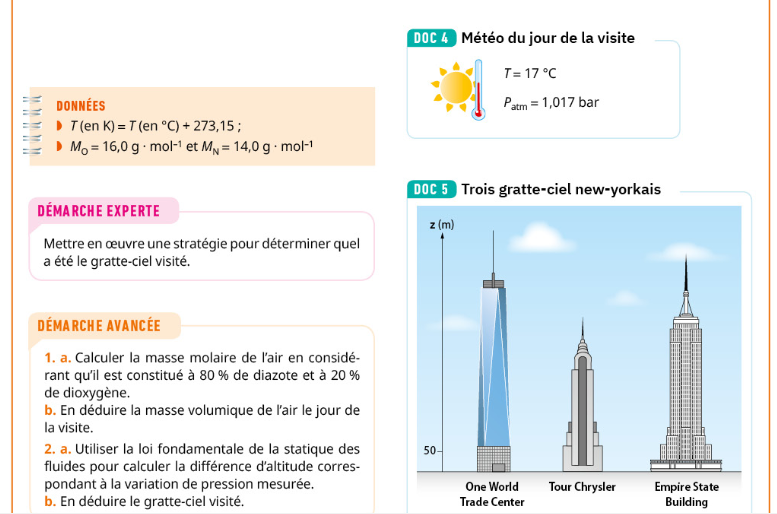 DONNÉES
T (en K) = T (en °C) + 273,15 ;
M_O = 16,0 g · mol⁻¹ et M_N = 14,0 g · mol⁻¹
DÉMARCHE EXPERTE
Mettre en œuvre une stratégie pour déterminer quel
a été le gratte-ciel visité.
DÉMARCHE AVANCÉE
1. a. Calculer la masse molaire de l'air en considé-
rant qu'il est constitué à 80 % de diazote et à 20 %
de dioxygène.
b. En déduire la masse volumique de l'air le jour de
la visite.
2. a. Utiliser la loi fondamentale de la statique des
fluides pour calculer la différence d'altitude corres-
pondant à la variation de pression mesurée.
b. En déduire le gratte-ciel visité.
DOC 4 Météo du jour de la visite
T = 17 °C
P_atm = 1,017 bar
DOC 5 Trois gratte-ciel new-yorkais
z (m)
50
One World
Trade Center
Tour Chrysler
Empire State
Building